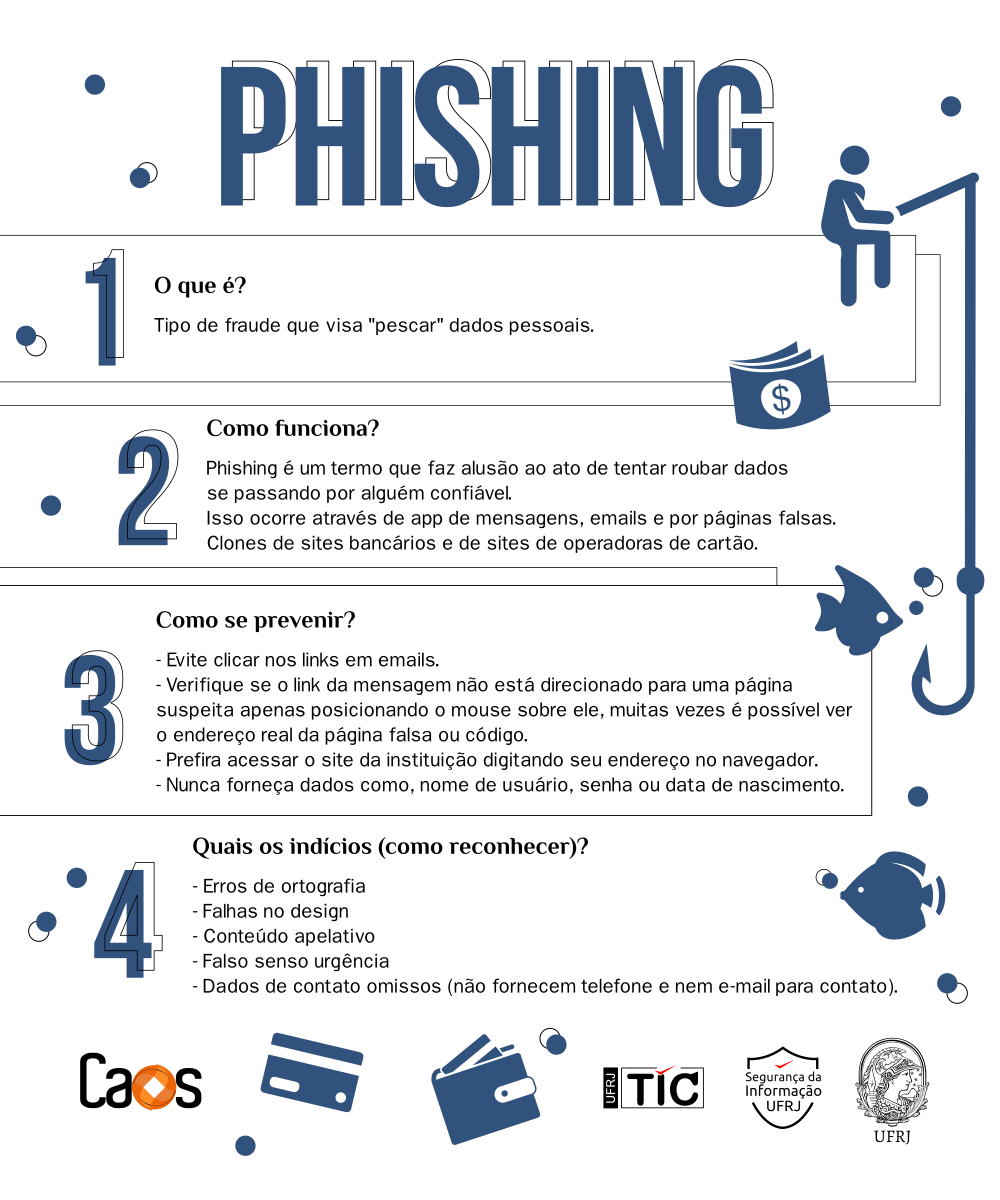 PHISHING
1
O que é?
Tipo de fraude que visa "pescar" dados pessoais.
$
2
Como funciona?
Phishing é um termo que faz alusão ao ato de tentar roubar dados
se passando por alguém confiável.
Isso ocorre através de app de mensagens, emails e por páginas falsas.
Clones de sites bancários e de sites de operadoras de cartão.
3
Como se prevenir?
- Evite clicar nos links em emails.
- Verifique se o link da mensagem não está direcionado para uma página
suspeita apenas posicionando o mouse sobre ele, muitas vezes é possível ver
o endereço real da página falsa ou código.
- Prefira acessar o site da instituição digitando seu endereço no navegador.
- Nunca forneça dados como, nome de usuário, senha ou data de nascimento.
4
Quais os indícios (como reconhecer)?
- Erros de ortografia
- Falhas no design
- Conteúdo apelativo
- Falso senso urgência
- Dados de contato omissos (não fornecem telefone e nem e-mail para contato).
Caos
UFRJ
TIC
Segurança da
Informação
UFRJ
UFRJ